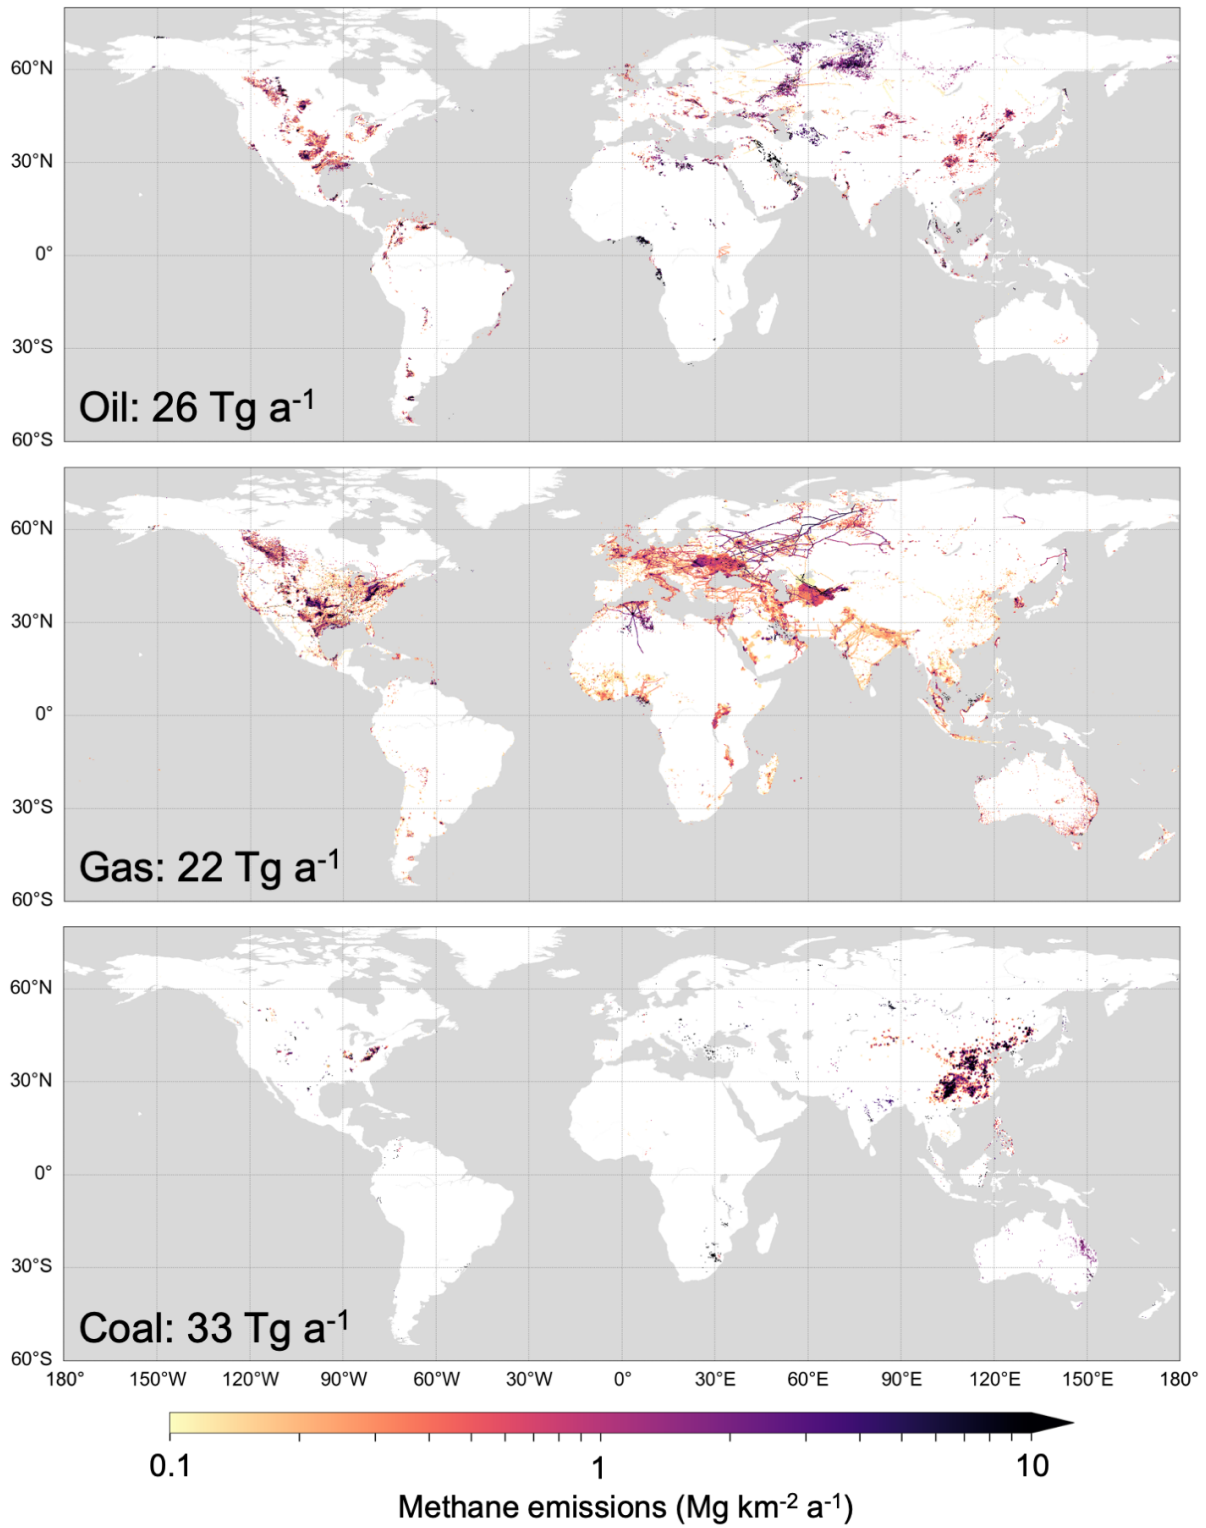 60°N
30°N
0°
30°S
60°S
Oil: 26 Tg a⁻¹
60°N
30°N
0°
30°S
60°S
Gas: 22 Tg a⁻¹
60°N
30°N
0°
30°S
60°S
Coal: 33 Tg a⁻¹
180° 150°W 120°W 90°W 60°W 30°W 0° 30°E 60°E 90°E 120°E 150°E 180°
0.1 1 10
Methane emissions (Mg km⁻² a⁻¹)